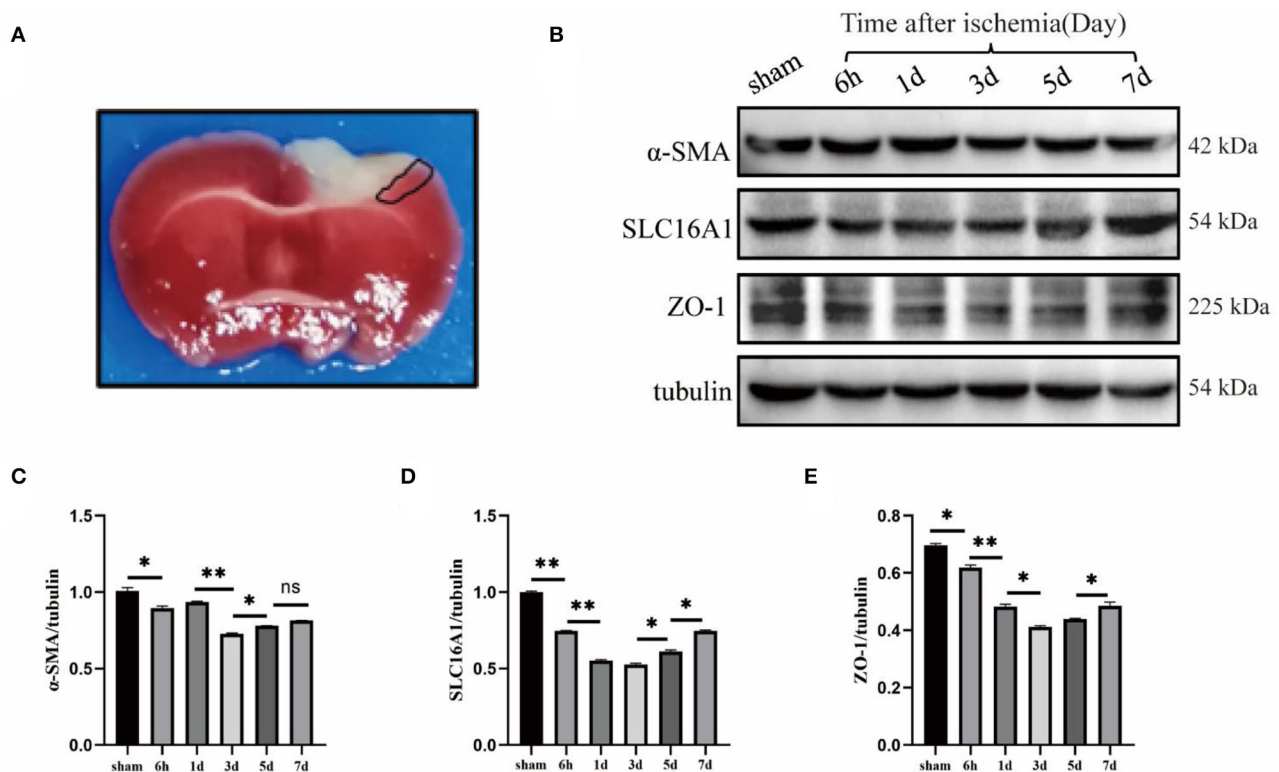 A
B
Time after ischemia(Day)
sham 6h 1d 3d 5d 7d
α-SMA 42 kDa
SLC16A1 54 kDa
ZO-1 225 kDa
tubulin 54 kDa
C
α-SMA/tubulin
1.5
1.0
0.5
0.0
* ** * ns
sham 6h 1d 3d 5d 7d
D
SLC16A1/tubulin
1.5
1.0
0.5
0.0
** ** * *
sham 6h 1d 3d 5d 7d
E
ZO-1/tubulin
0.8
0.6
0.4
0.2
0.0
* ** * *
sham 6h 1d 3d 5d 7d